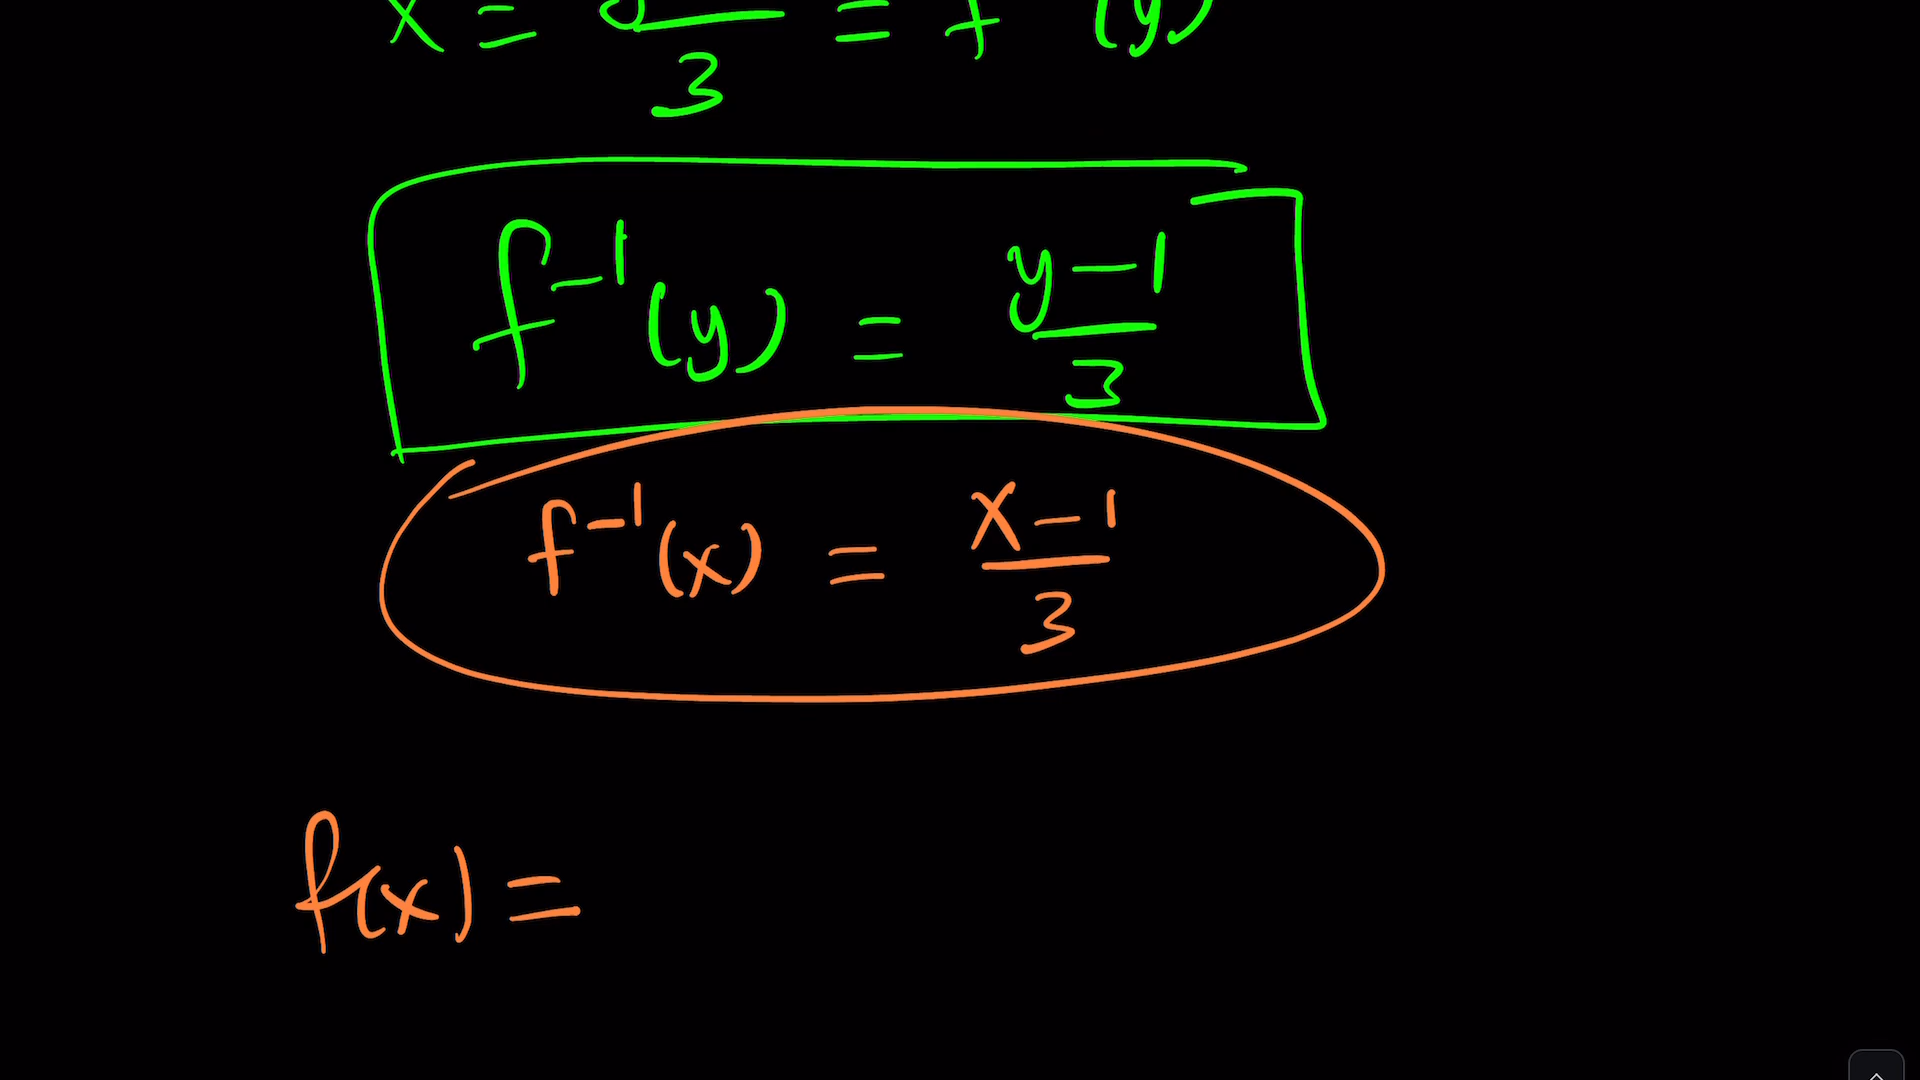 x = — 3 = f (y)
f⁻¹(y) = y-1/3
f⁻¹(x) = x-1/3
f(x) =